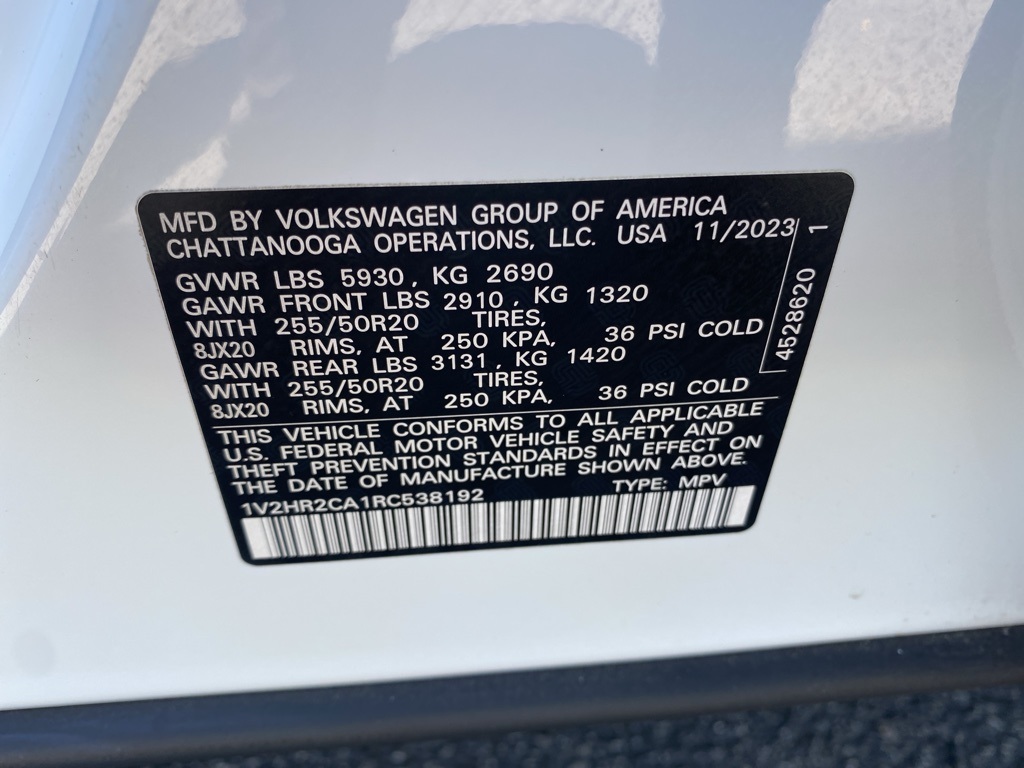 MFD BY VOLKSWAGEN GROUP OF AMERICA
CHATTANOOGA OPERATIONS, LLC. USA 11/2023
GVWR LBS 5930, KG 2690
GAWR FRONT LBS 2910, KG 1320
WITH 255/50R20 TIRES,
8JX20 RIMS, AT 250 KPA, 36 PSI COLD
GAWR REAR LBS 3131, KG 1420
WITH 255/50R20 TIRES,
8JX20 RIMS, AT 250 KPA, 36 PSI COLD
THIS VEHICLE CONFORMS TO ALL APPLICABLE
U.S. FEDERAL MOTOR VEHICLE SAFETY AND
THEFT PREVENTION STANDARDS IN EFFECT ON
THE DATE OF MANUFACTURE SHOWN ABOVE.
1V2HR2CA1RC538192 TYPE: MPV
4528620 1